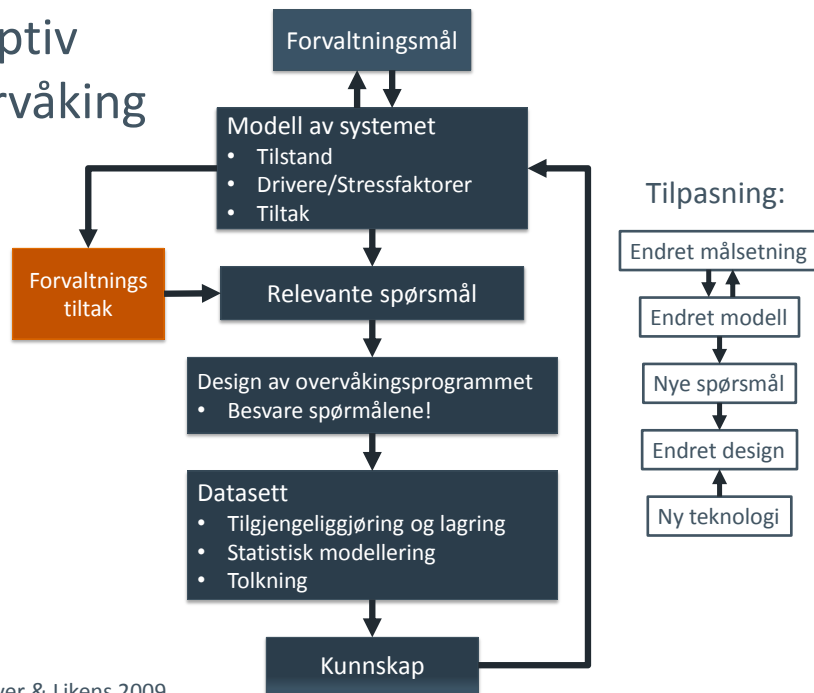 ptiv
rvåking
Forvaltningsmål
Modell av systemet
• Tilstand
• Drivere/Stressfaktorer
• Tiltak
Forvaltnings
tiltak
Relevante spørsmål
Design av overvåkingsprogrammet
• Besvare spørmålene!
Datasett
• Tilgjengeliggjøring og lagring
• Statistisk modellering
• Tolkning
Kunnskap
Tilpasning:
Endret målsetning
Endret modell
Nye spørsmål
Endret design
Ny teknologi
yer & Likens 2009